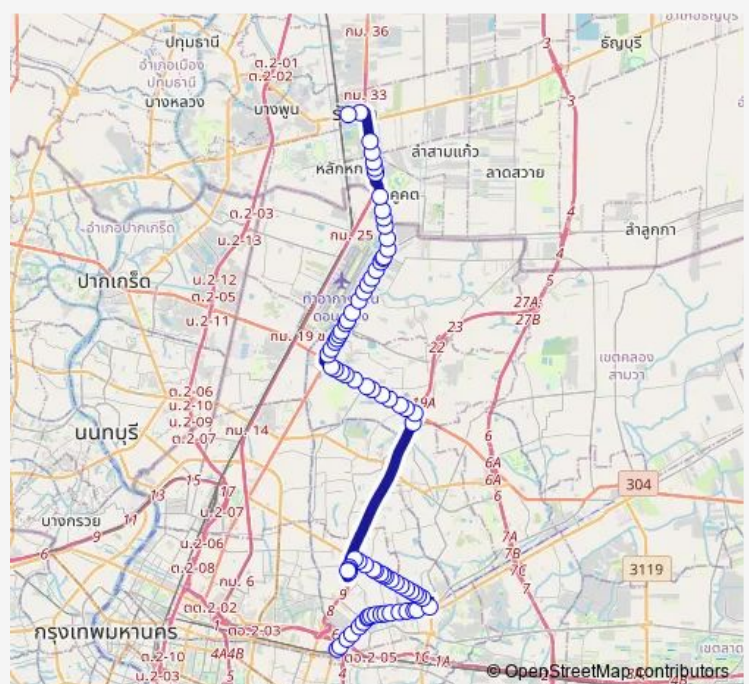 ปทุมธานี
กม. 36
ธัญบุรี
ต.2-01
ต.2-02
อำเภอเมือง
ปทุมธานี
บางหลวง
บางพูน
กม. 33
3
3
หลักหก
ลำสามแก้ว
ลาดสวาย
คูคต
ต.2-03
น.2-13
อำเภอปากเกร็ด
กม. 25
4
4
5
ลำลูกกา
ปากเกร็ด
น.2-12
ต.2-05
น.2-11
กม. 19
27A;
27B
23
22
5
เขตคลอง
สามวา
19A
ต.2-06
น.2-10
น.2-09
ต.2-07
นนทบุรี
กม. 14
6
6A
6A
6
304
15
17
13
บางกรวย
11
9
6
น.2-07
น.2-06
น.2-08
7A
7B
7C
7
3119
กม. 6
9
8
ตต.2-02
1
ตอ.2-03
6
กรุงเทพมหานคร
4A4B
ต.2-10
น.2-03
ตอ.2-05
1C
1A
4
2
© OpenStreetMap contributors